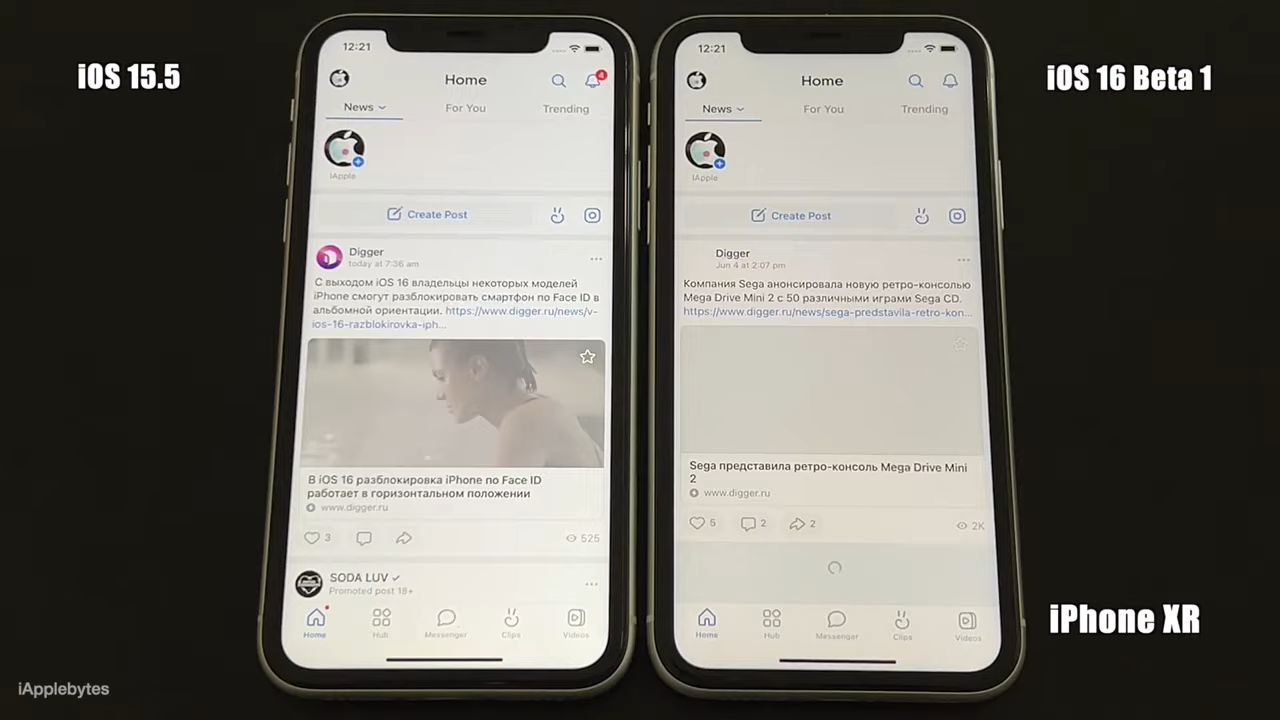 iOS 15.5
12:21
Home
4
News
For You
Trending
iApple
Create Post
Digger
today at 7:36 am
С выходом iOS 16 владельцы некоторых моделей
iPhone смогут разблокировать смартфон по Face ID в
альбомной ориентации. https://www.digger.ru/news/v-
ios-16-razblokirovka-iph...
В iOS 16 разблокировка iPhone по Face ID
работает в горизонтальном положении
www.digger.ru
3
525
SODA LUV
Promoted post 18+
Home
Hub
Messenger
Clips
Videos
iOS 16 Beta 1
12:21
Home
News
For You
Trending
iApple
Create Post
Digger
Jun 4 at 2:07 pm
Компания Sega анонсировала новую ретро-консолью
Mega Drive Mini 2 с 50 различными играми Sega CD.
https://www.digger.ru/news/sega-predstavila-retro-kon...
Sega представила ретро-консоль Mega Drive Mini
2
www.digger.ru
5
2
2
2K
Home
Hub
Messenger
Clips
Videos
iPhone XR
iApplebytes